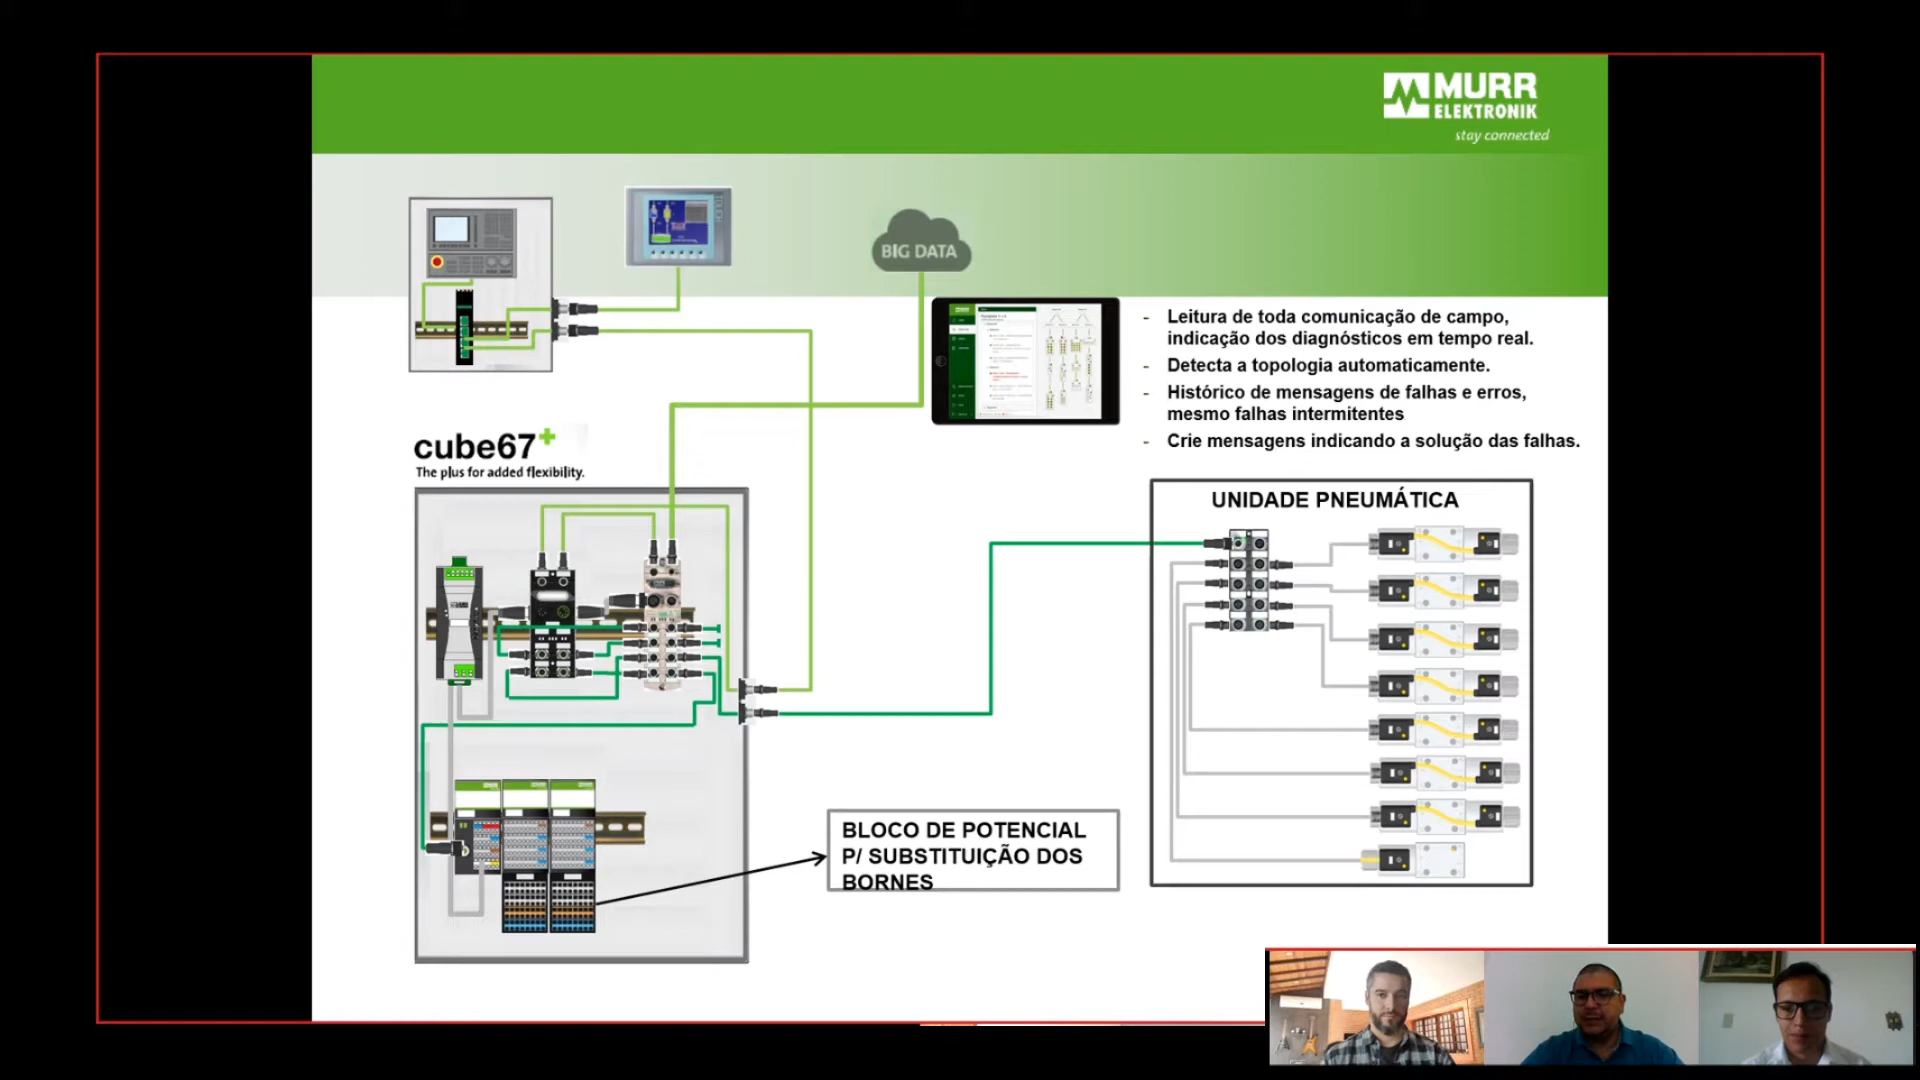 MURR
ELEKTRONIK
stay connected
BIG DATA
- Leitura de toda comunicação de campo,
indicação dos diagnósticos em tempo real.
- Detecta a topologia automaticamente.
- Histórico de mensagens de falhas e erros,
mesmo falhas intermitentes
- Crie mensagens indicando a solução das falhas.
cube67+
The plus for added flexibility.
UNIDADE PNEUMÁTICA
BLOCO DE POTENCIAL
P/ SUBSTITUIÇÃO DOS
BORNES